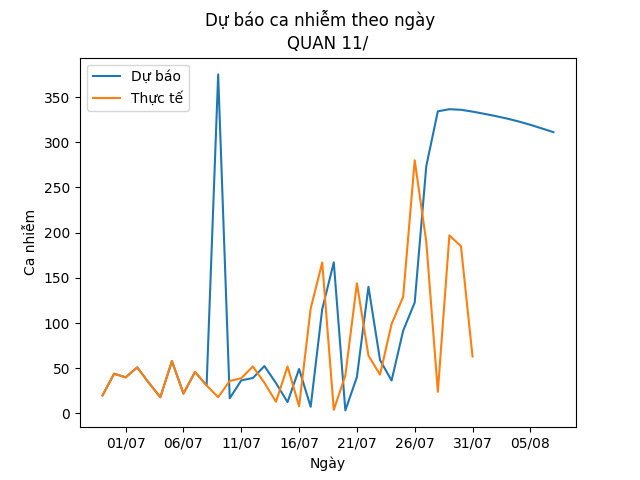 Dự báo ca nhiễm theo ngày
QUAN 11/
Dự báo
Thực tế
Ca nhiễm
350
300
250
200
150
100
50
0
01/07 06/07 11/07 16/07 21/07 26/07 31/07 05/08
Ngày